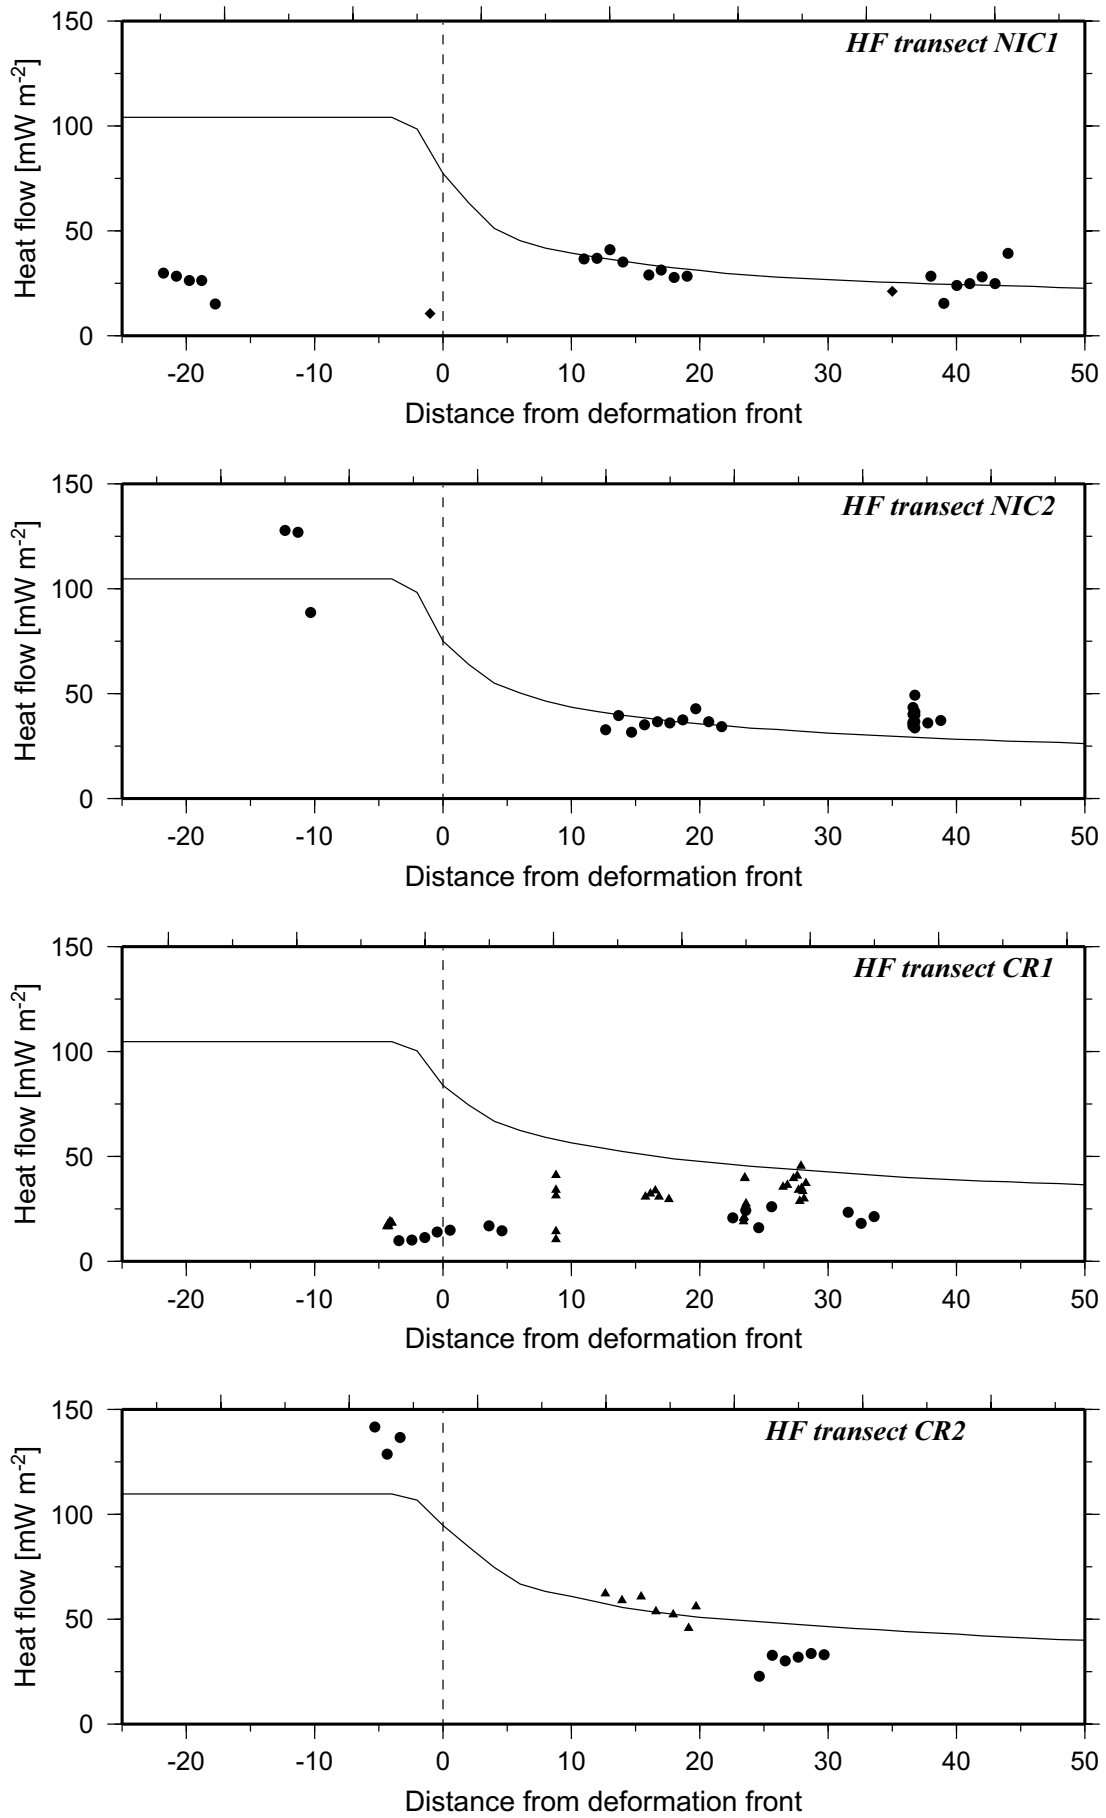 HF transect NIC1
Heat flow [mW m-2]
150
100
50
0
-20 -10 0 10 20 30 40 50
Distance from deformation front
HF transect NIC2
Heat flow [mW m-2]
150
100
50
0
-20 -10 0 10 20 30 40 50
Distance from deformation front
HF transect CR1
Heat flow [mW m-2]
150
100
50
0
-20 -10 0 10 20 30 40 50
Distance from deformation front
HF transect CR2
Heat flow [mW m-2]
150
100
50
0
-20 -10 0 10 20 30 40 50
Distance from deformation front